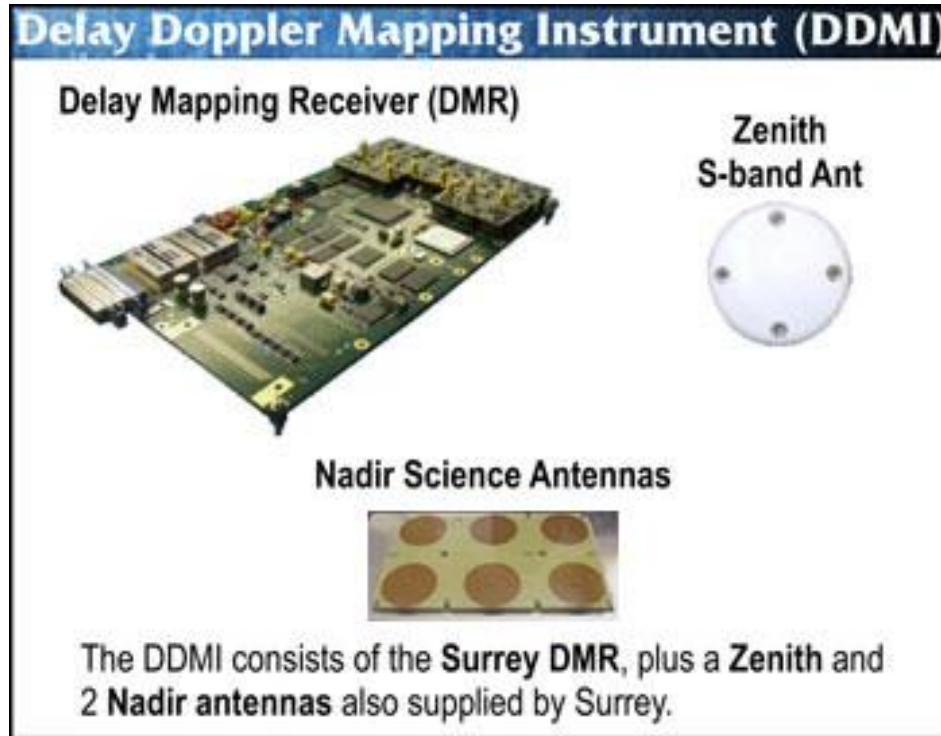 Delay Doppler Mapping Instrument (DDMI)
Delay Mapping Receiver (DMR)
Zenith
S-band Ant
Nadir Science Antennas
The DDMI consists of the Surrey DMR, plus a Zenith and
2 Nadir antennas also supplied by Surrey.